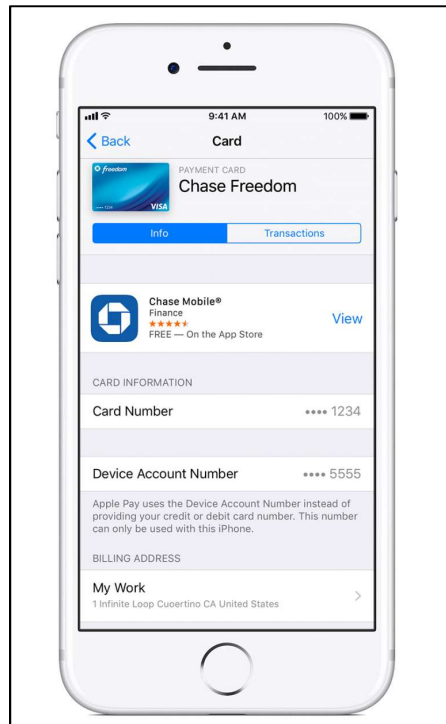 9:41 AM 100%
Back Card
freedom
PAYMENT CARD
Chase Freedom
•••• 1234 VISA
Info Transactions
Chase Mobile®
Finance
FREE — On the App Store
View
CARD INFORMATION
Card Number •••• 1234
Device Account Number •••• 5555
Apple Pay uses the Device Account Number instead of
providing your credit or debit card number. This number
can only be used with this iPhone.
BILLING ADDRESS
My Work
1 Infinite Loop Cuoertino CA United States